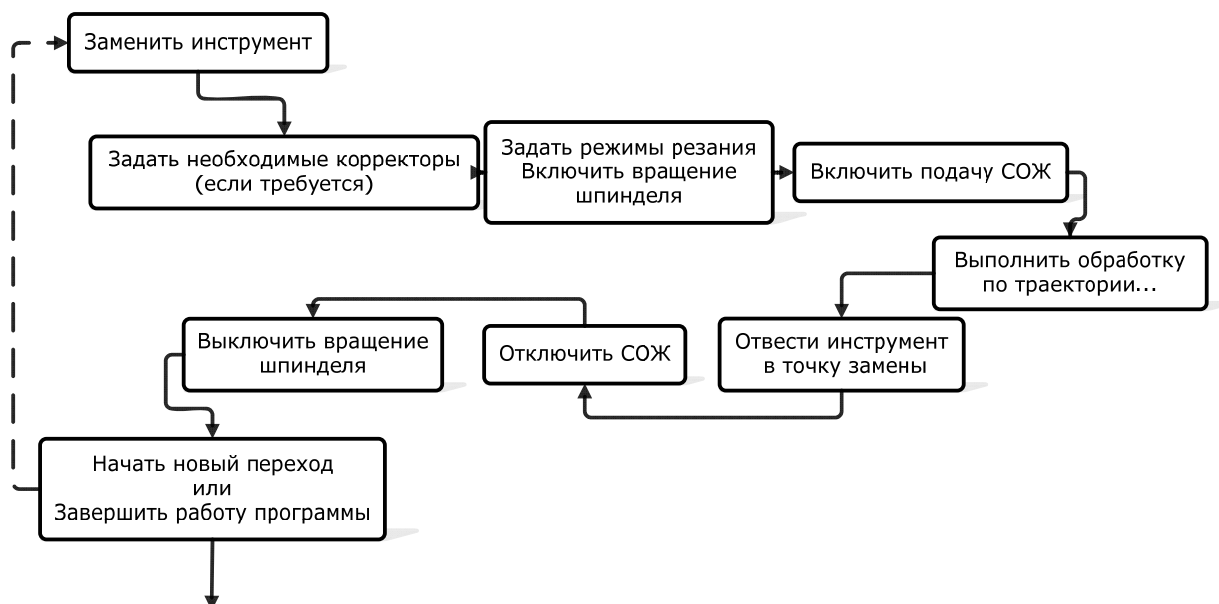 Заменить инструмент
Задать необходимые корректоры
(если требуется)
Задать режимы резания
Включить вращение
шпинделя
Включить подачу СОЖ
Выполнить обработку
по траектории...
Отвести инструмент
в точку замены
Отключить СОЖ
Выключить вращение
шпинделя
Начать новый переход
или
Завершить работу программы